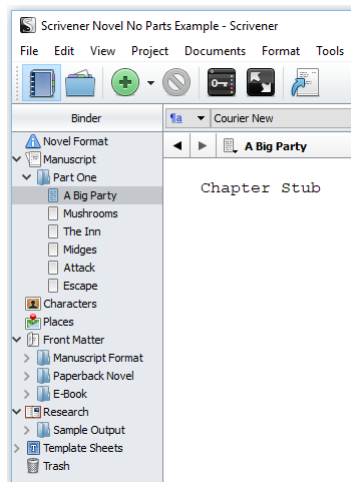 Scrivener Novel No Parts Example - Scrivener
File Edit View Project Documents Format Tools
Binder
¶a Courier New
Novel Format
A Big Party
Manuscript
Chapter Stub
Part One
A Big Party
Mushrooms
The Inn
Midges
Attack
Escape
Characters
Places
Front Matter
Manuscript Format
Paperback Novel
E-Book
Research
Sample Output
Template Sheets
Trash